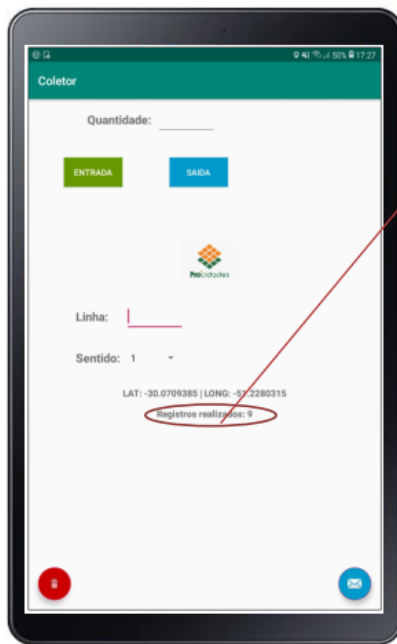 50% 17:27
Coletor
Quantidade:
ENTRADA SAIDA
ProCidades
Linha:
Sentido: 1
LAT: -30.0709385 | LONG: -51.2280315
Registros realizados: 9